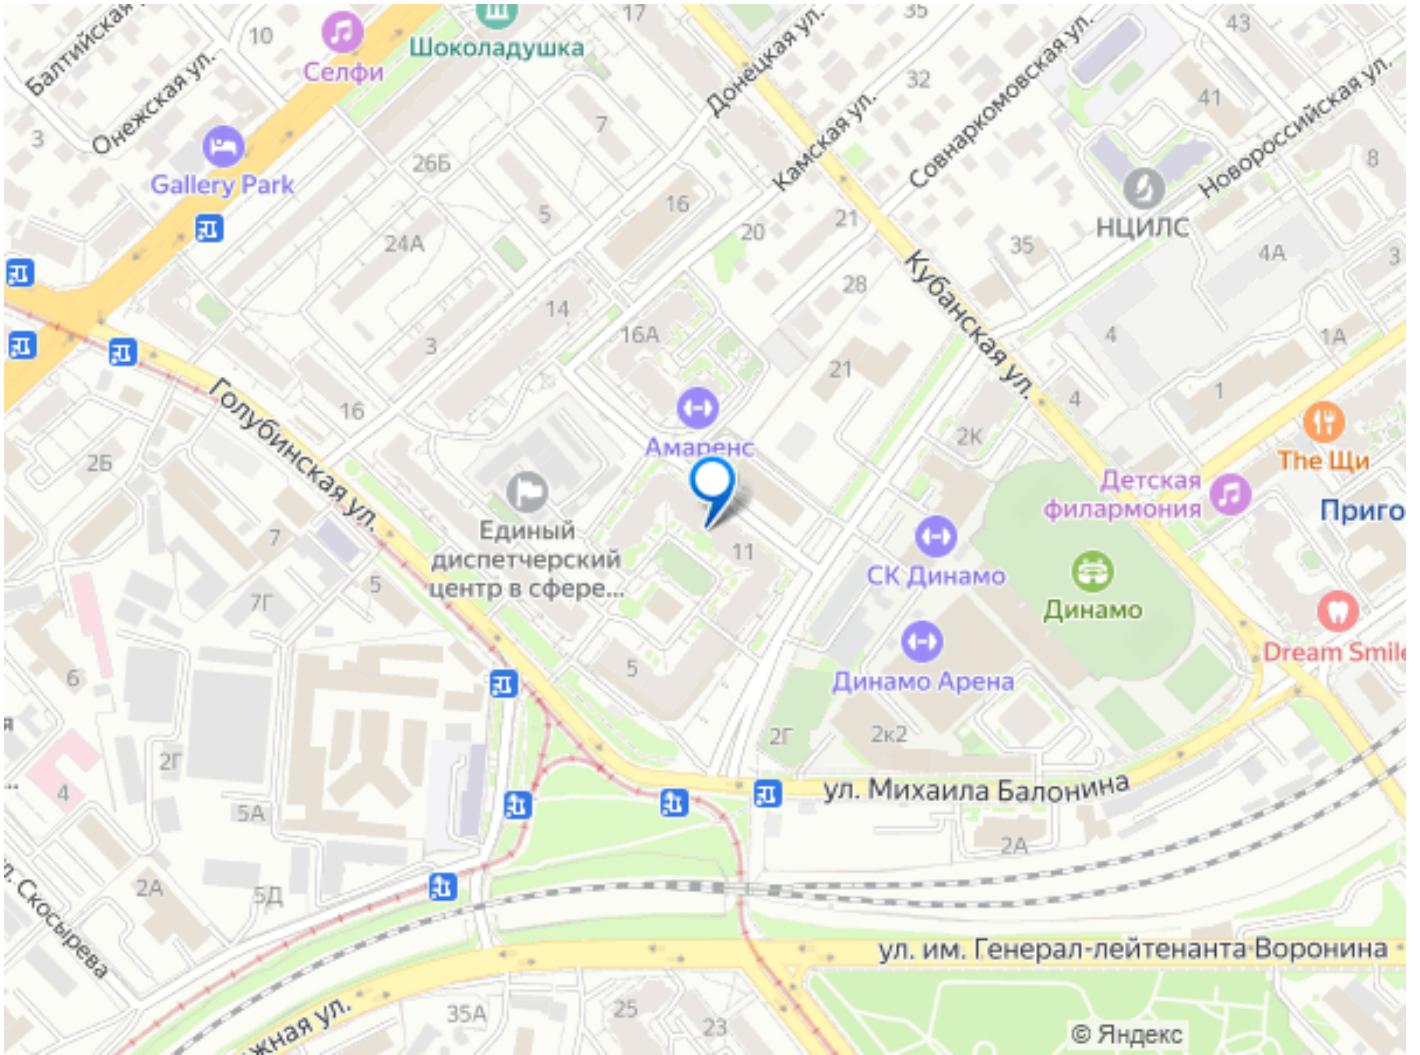 Балтийская
10
Селфи
Шоколадушка
17
35
43
Онежская ул.
Донецкая ул.
Совнаркомовская ул.
32
41
Новороссийская ул.
3
7
Камская ул.
8
Gallery Park
26Б
16
5
20
21
НЦИЛС
24А
35
4А
3
Кубанская ул.
28
14
16А
3
4
1А
21
16
Голубинская ул.
1
4
Амаренс
2К
The Щи
2Б
Детская
филармония
Приго
Единый
диспетчерский
центр в сфере...
7
11
СК Динамо
5
7Г
Динамо
Динамо Арена
Dream Smile
6
5
я
2Г
2Г
2к2
4
5А
ул. Михаила Балонина
2А
ул. Скосырева
2А
5Д
ул. им. Генерал-лейтенанта Воронина
жная ул.
35А
25
23
© Яндекс